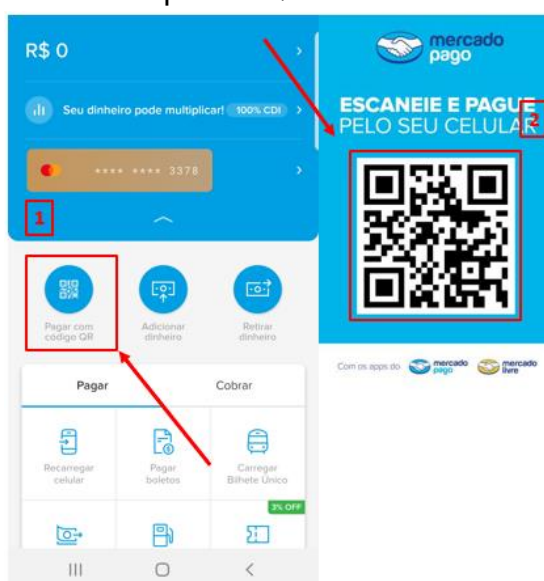 R$ 0
Seu dinheiro pode multiplicar! 100% CDI
**** **** 3378
1
Pagar com
código QR
Adicionar
dinheiro
Retirar
dinheiro
Pagar
Cobrar
Recarregar
celular
Pagar
boletos
Carregar
Bilhete Único
3% OFF
mercado
pago
ESCANEIE E PAGUE
PELO SEU CELULAR
2
Com os apps do
mercado
pago
mercado
livre